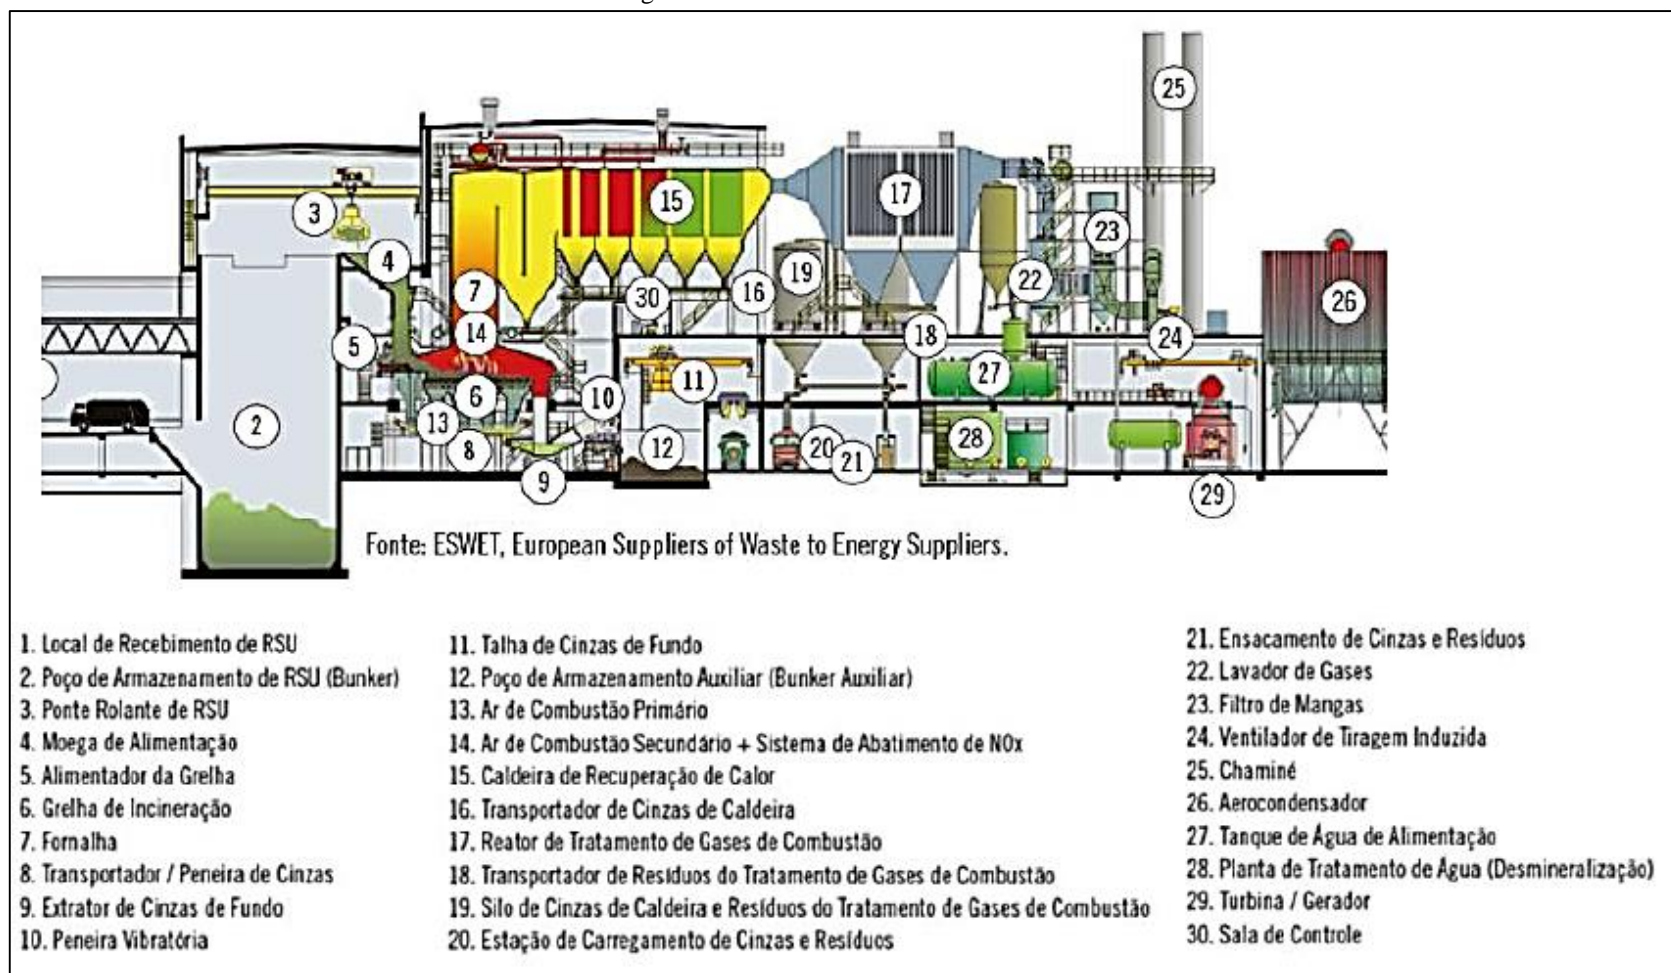 3
4
5
7
14
6
13
8
9
10
2
15
30
16
11
12
17
19
18
20
21
22
27
28
23
24
25
26
29
Fonte: ESWET, European Suppliers of Waste to Energy Suppliers.
1. Local de Recebimento de RSU
2. Poço de Armazenamento de RSU (Bunker)
3. Ponte Rolante de RSU
4. Moega de Alimentação
5. Alimentador da Grelha
6. Grelha de Incineração
7. Fornalha
8. Transportador / Peneira de Cinzas
9. Extrator de Cinzas de Fundo
10. Peneira Vibratória
11. Talha de Cinzas de Fundo
12. Poço de Armazenamento Auxiliar (Bunker Auxiliar)
13. Ar de Combustão Primário
14. Ar de Combustão Secundário + Sistema de Abatimento de NOx
15. Caldeira de Recuperação de Calor
16. Transportador de Cinzas de Caldeira
17. Reator de Tratamento de Gases de Combustão
18. Transportador de Resíduos do Tratamento de Gases de Combustão
19. Silo de Cinzas de Caldeira e Resíduos do Tratamento de Gases de Combustão
20. Estação de Carregamento de Cinzas e Resíduos
21. Ensacamento de Cinzas e Resíduos
22. Lavador de Gases
23. Filtro de Mangas
24. Ventilador de Tiragem Induzida
25. Chaminé
26. Aerocondensador
27. Tanque de Água de Alimentação
28. Planta de Tratamento de Água (Desmineralização)
29. Turbina / Gerador
30. Sala de Controle